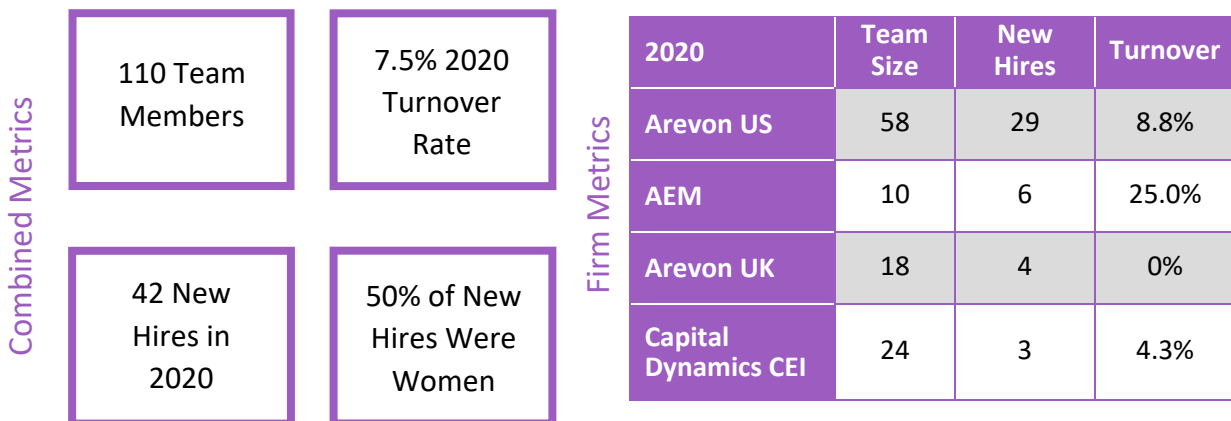 Combined Metrics
110 Team
Members
7.5% 2020
Turnover
Rate
42 New
Hires in
2020
50% of New
Hires Were
Women
Firm Metrics
2020 Team Size New Hires Turnover
Arevon US 58 29 8.8%
AEM 10 6 25.0%
Arevon UK 18 4 0%
Capital Dynamics CEI 24 3 4.3%